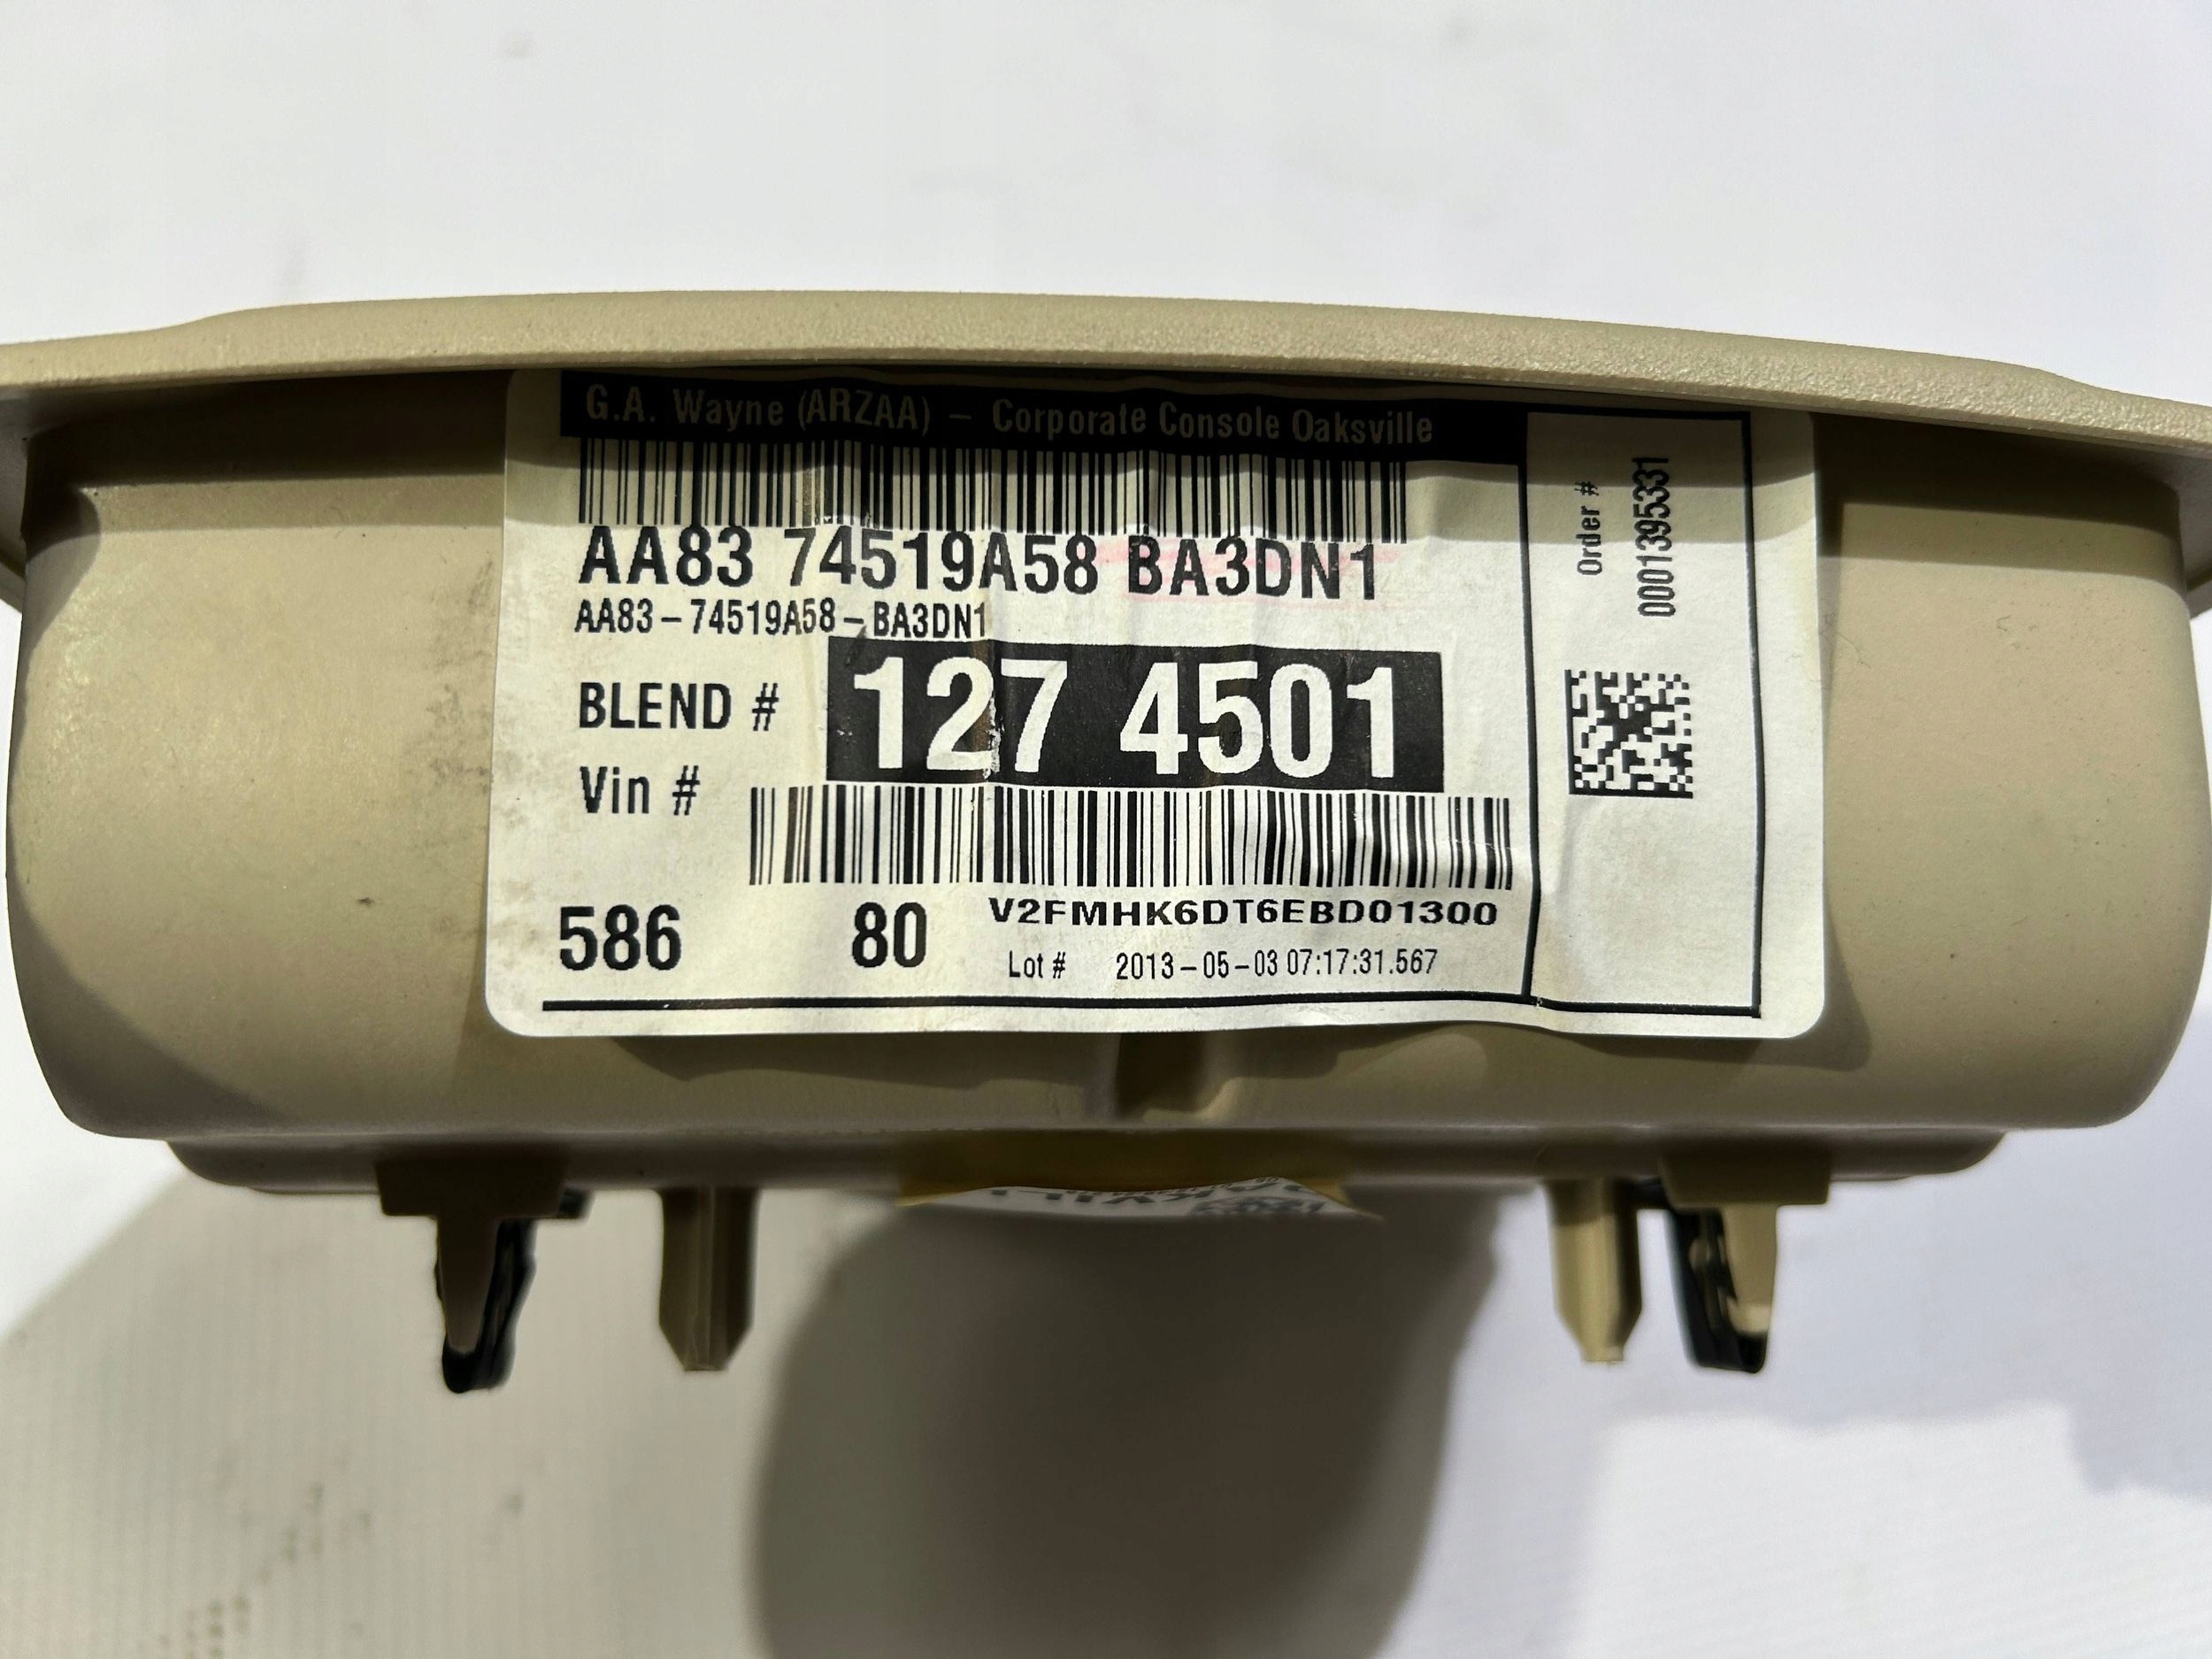 G.A. Wayne (ARZAA) – Corporate Console Oaksville
AA83 74519A58 BA3DN1
AA83-74519A58-BA3DN1
BLEND # 127 4501
Vin #
586 80 V2FMHK6DT6EBD01300
Lot # 2013-05-03 07:17:31.567
Order #
0001395331